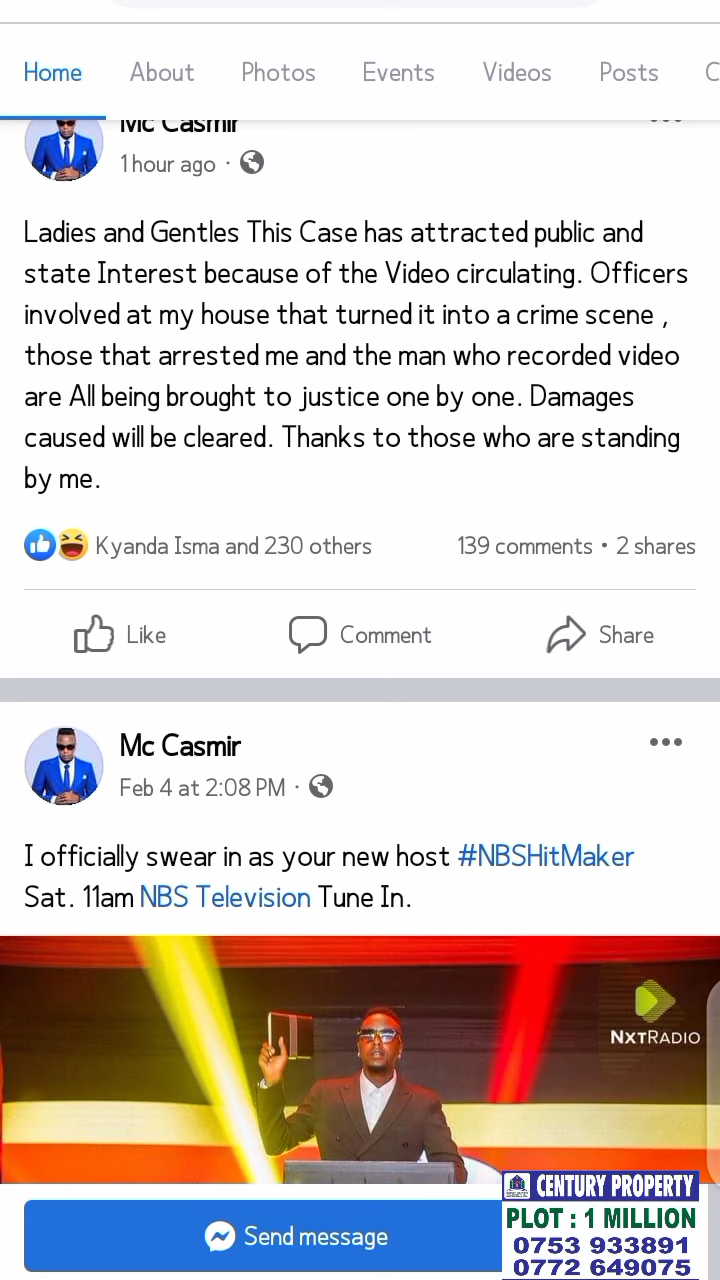 Home About Photos Events Videos Posts C
Mc Casmir
1 hour ago ·
Ladies and Gentles This Case has attracted public and
state Interest because of the Video circulating. Officers
involved at my house that turned it into a crime scene ,
those that arrested me and the man who recorded video
are All being brought to justice one by one. Damages
caused will be cleared. Thanks to those who are standing
by me.
Kyanda Isma and 230 others 139 comments • 2 shares
Like Comment Share
Mc Casmir
Feb 4 at 2:08 PM ·
I officially swear in as your new host #NBSHitMaker
Sat. 11am NBS Television Tune In.
NXTRADIO
Send message
CENTURY PROPERTY
PLOT : 1 MILLION
0753 933891
0772 649075